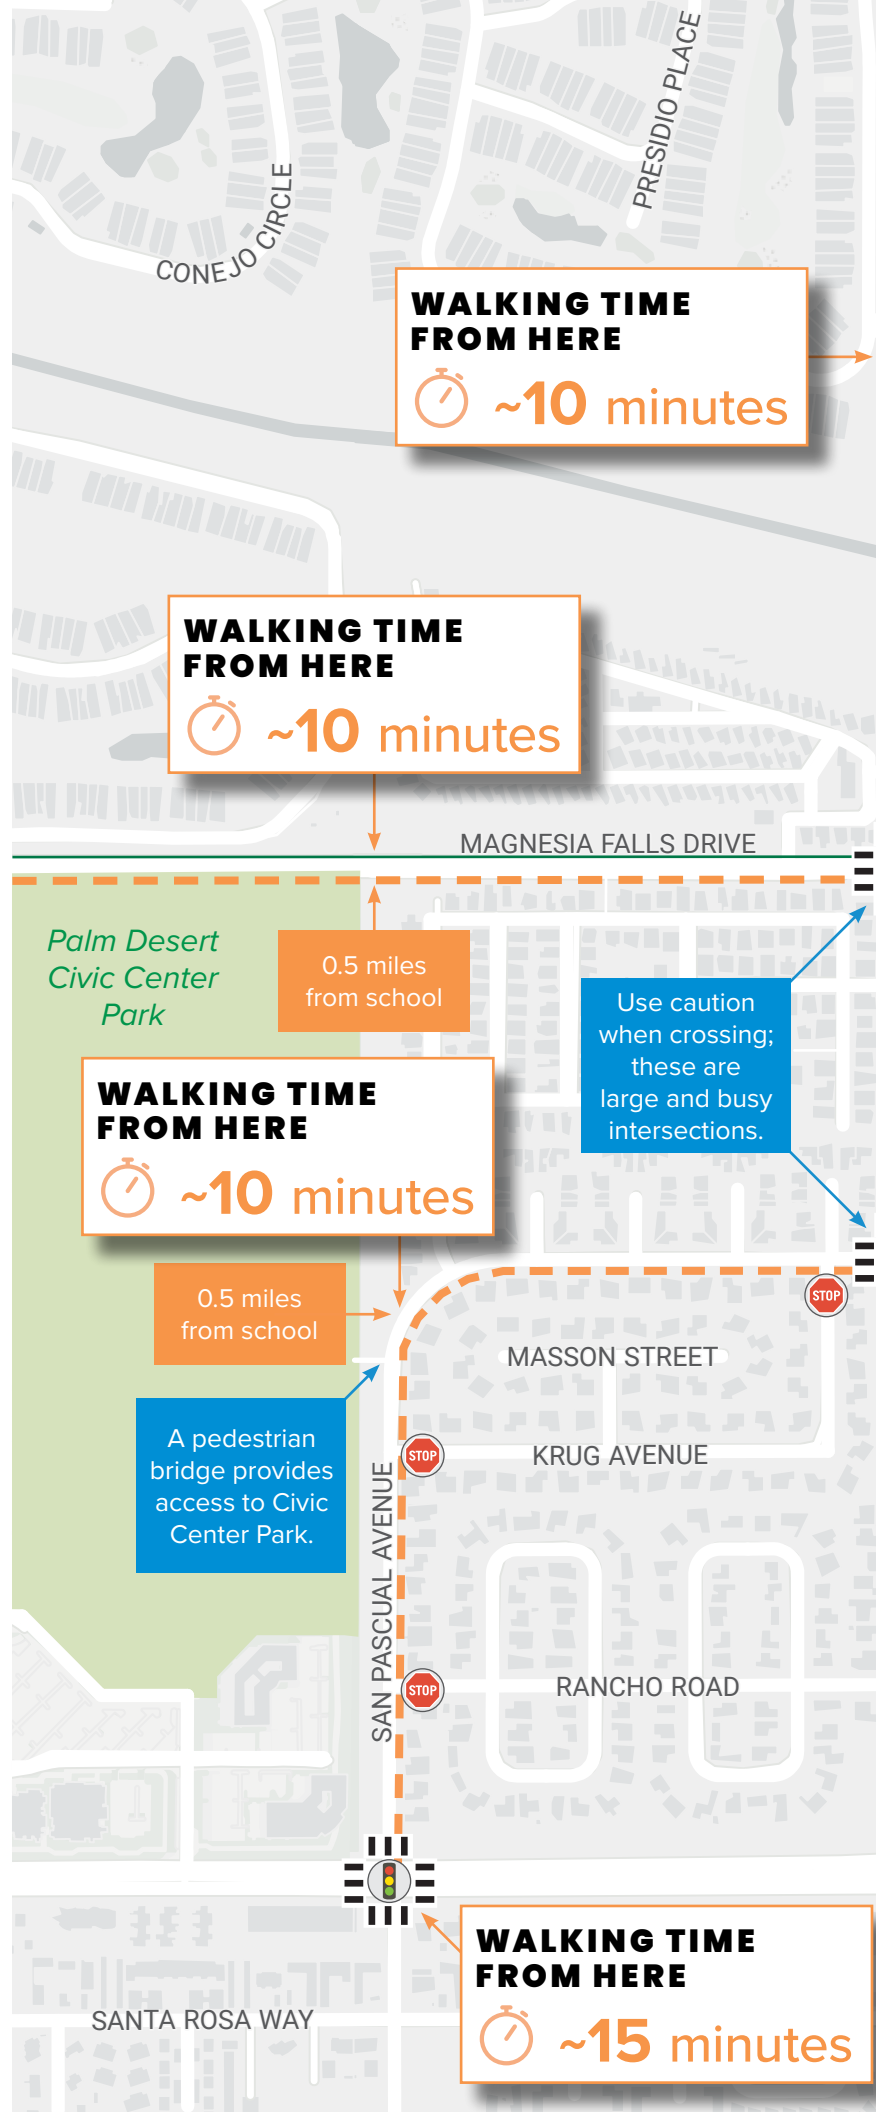 PRESIDIO PLACE
CONEJO CIRCLE
WALKING TIME
FROM HERE
~10 minutes
WALKING TIME
FROM HERE
~10 minutes
MAGNESIA FALLS DRIVE
Palm Desert
Civic Center
Park
0.5 miles
from school
Use caution
when crossing;
these are
large and busy
intersections.
WALKING TIME
FROM HERE
~10 minutes
0.5 miles
from school
STOP
MASSON STREET
A pedestrian
bridge provides
access to Civic
Center Park.
STOP
KRUG AVENUE
SAN PASCUAL AVENUE
STOP
RANCHO ROAD
WALKING TIME
FROM HERE
~15 minutes
SANTA ROSA WAY